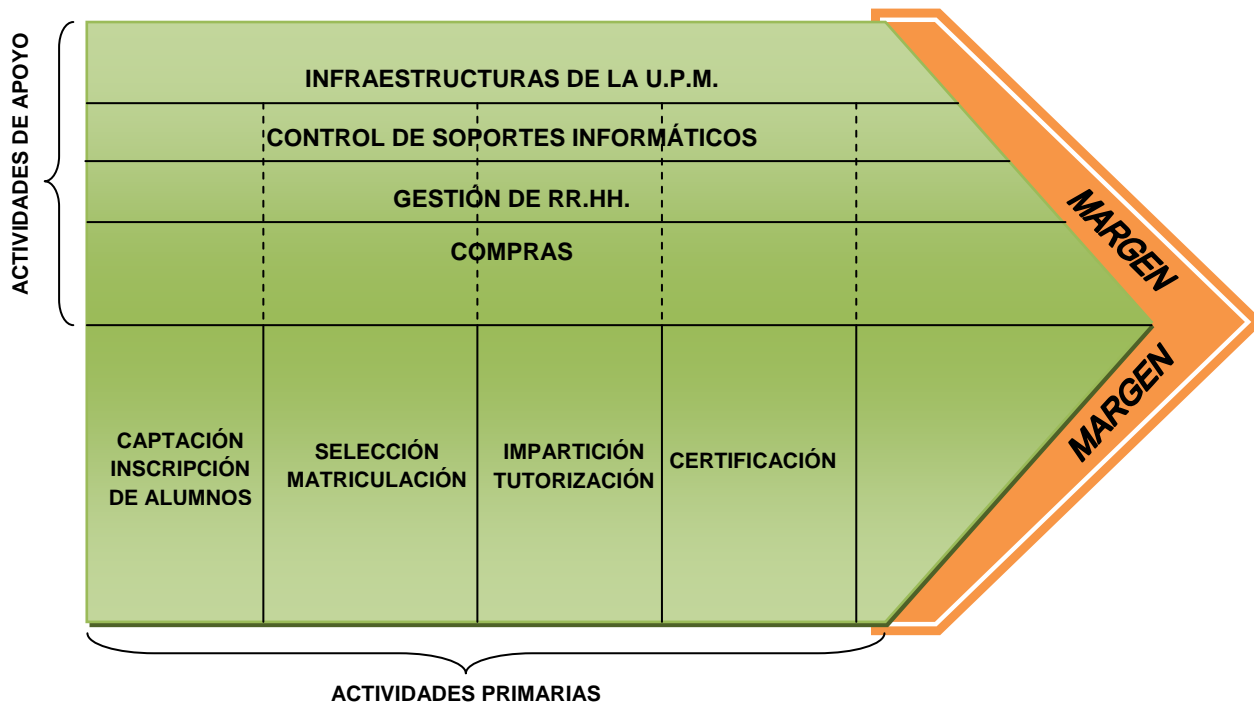 ACTIVIDADES DE APOYO
INFRAESTRUCTURAS DE LA U.P.M.
CONTROL DE SOPORTES INFORMÁTICOS
GESTIÓN DE RR.HH.
COMPRAS
MARGEN
MARGEN
CAPTACIÓN
INSCRIPCIÓN
DE ALUMNOS
SELECCIÓN
MATRICULACIÓN
IMPARTICIÓN
TUTORIZACIÓN
CERTIFICACIÓN
ACTIVIDADES PRIMARIAS